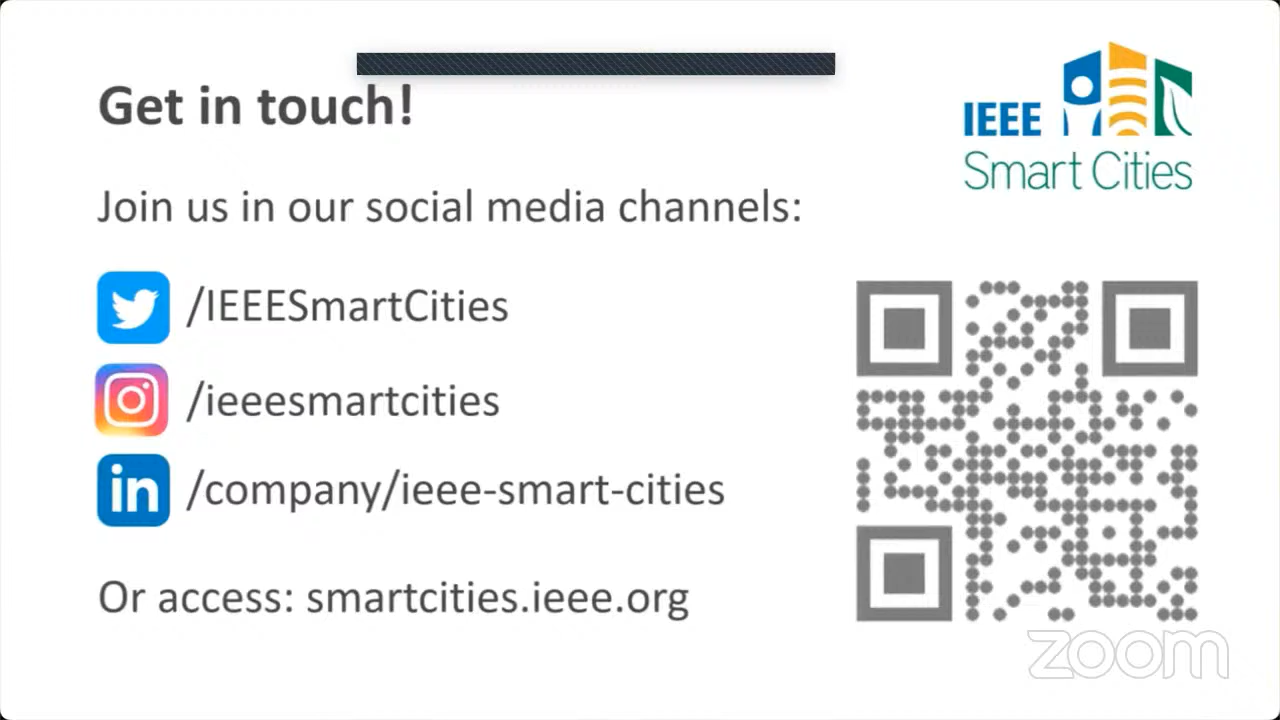 Get in touch!
IEEE
Smart Cities
Join us in our social media channels:
/IEEESmartCities
/ieeesmartcities
in
/company/ieee-smart-cities
Or access: smartcities.ieee.org
zoom